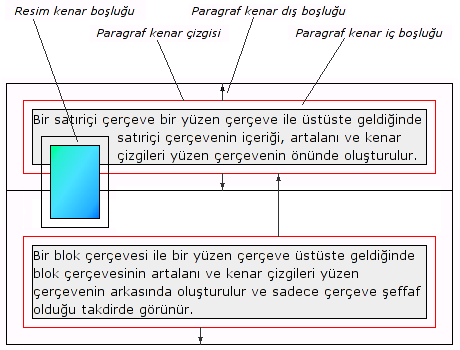 Resim kenar boşluğu
Paragraf kenar dış boşluğu
Paragraf kenar çizgisi
Paragraf kenar iç boşluğu
Bir satıriçi çerçeve bir yüzen çerçeve ile üstüste geldiğinde
satıriçi çerçevenin içeriği, artalanı ve kenar
çizgileri yüzen çerçevenin önünde oluşturulur.
Bir blok çerçevesi ile bir yüzen çerçeve üstüste geldiğinde
blok çerçevesinin artalanı ve kenar çizgileri yüzen
çerçevenin arkasında oluşturulur ve sadece çerçeve şeffaf
olduğu takdirde görünür.